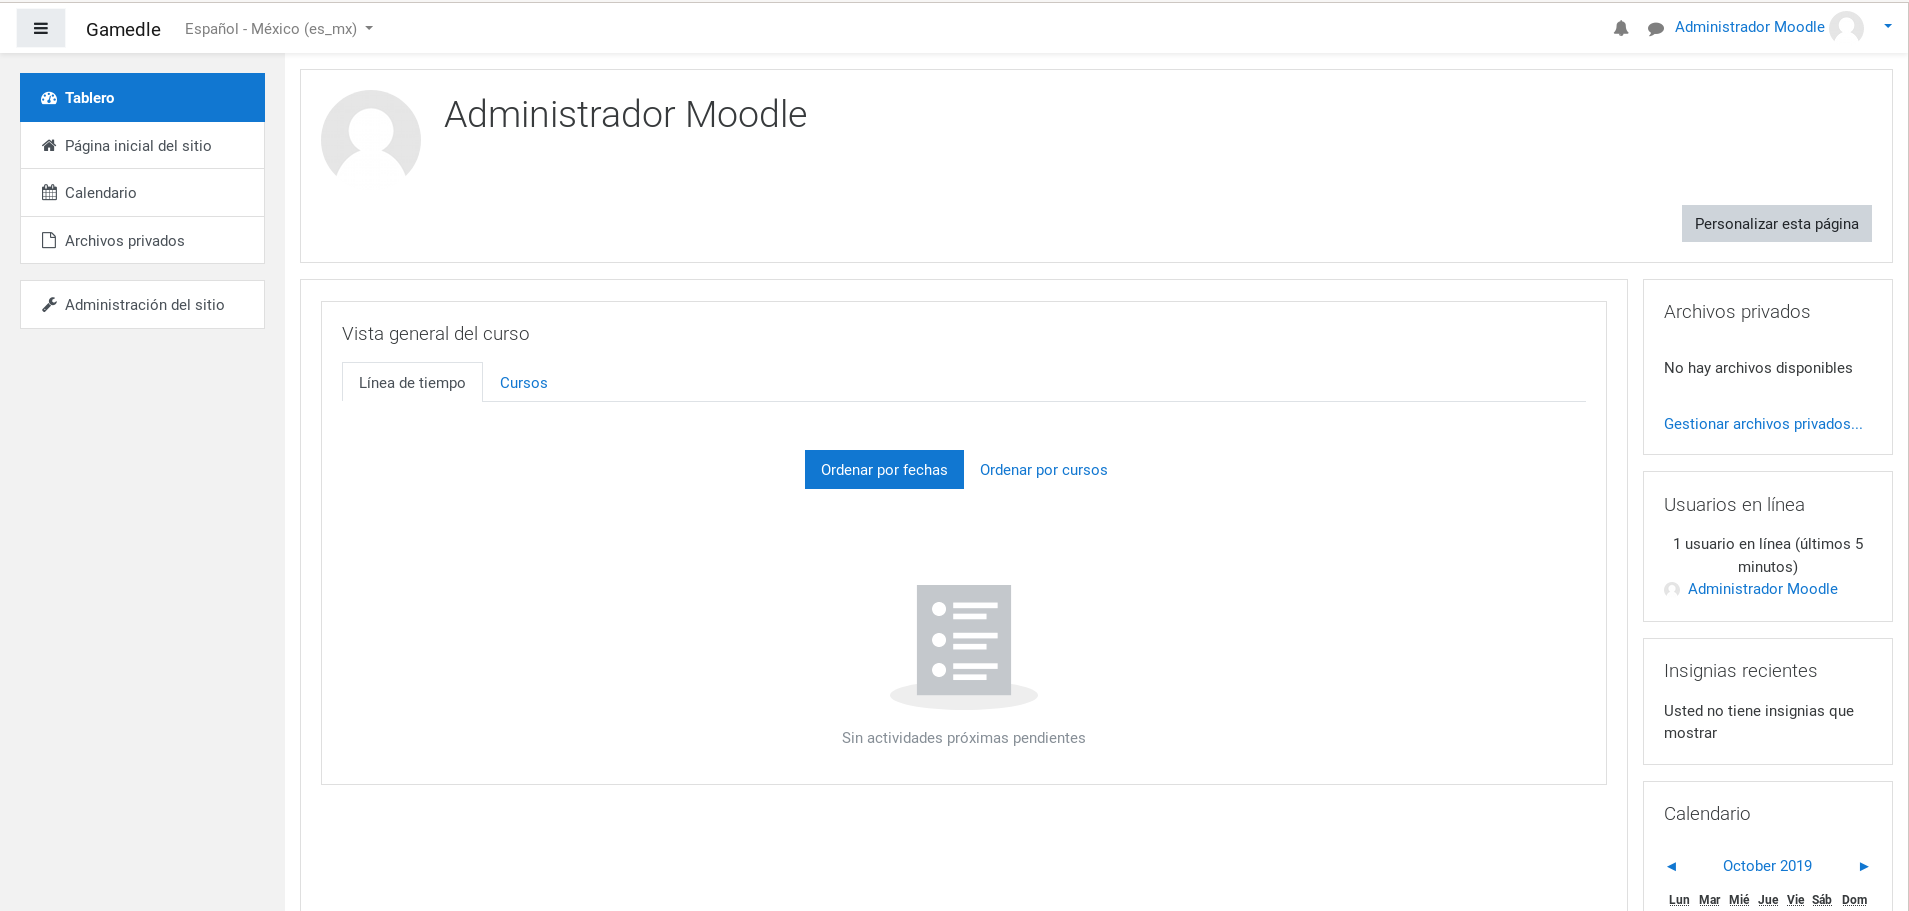 Gamedle
Español - México (es_mx)
Administrador Moodle
Tablero
Página inicial del sitio
Calendario
Archivos privados
Administración del sitio
Administrador Moodle
Personalizar esta página
Vista general del curso
Línea de tiempo
Cursos
Ordenar por fechas
Ordenar por cursos
Sin actividades próximas pendientes
Archivos privados
No hay archivos disponibles
Gestionar archivos privados...
Usuarios en línea
1 usuario en línea (últimos 5
minutos)
Administrador Moodle
Insignias recientes
Usted no tiene insignias que
mostrar
Calendario
◄ October 2019 ►
Lun Mar Mié Jue Vie Sáb Dom